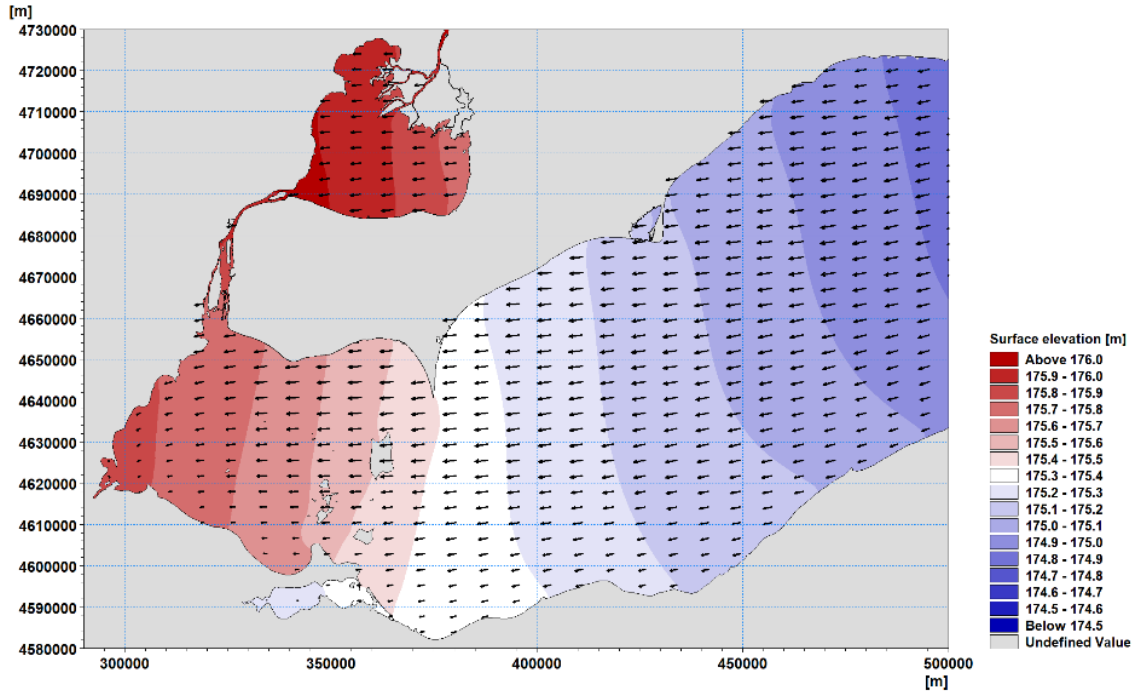 [m]
4730000
4720000
4710000
4700000
4690000
4680000
4670000
4660000
4650000
4640000
4630000
4620000
4610000
4600000
4590000
4580000
300000 350000 400000 450000 500000
[m]
Surface elevation [m]
Above 176.0
175.9 - 176.0
175.8 - 175.9
175.7 - 175.8
175.6 - 175.7
175.5 - 175.6
175.4 - 175.5
175.3 - 175.4
175.2 - 175.3
175.1 - 175.2
175.0 - 175.1
174.9 - 175.0
174.8 - 174.9
174.7 - 174.8
174.6 - 174.7
174.5 - 174.6
Below 174.5
Undefined Value